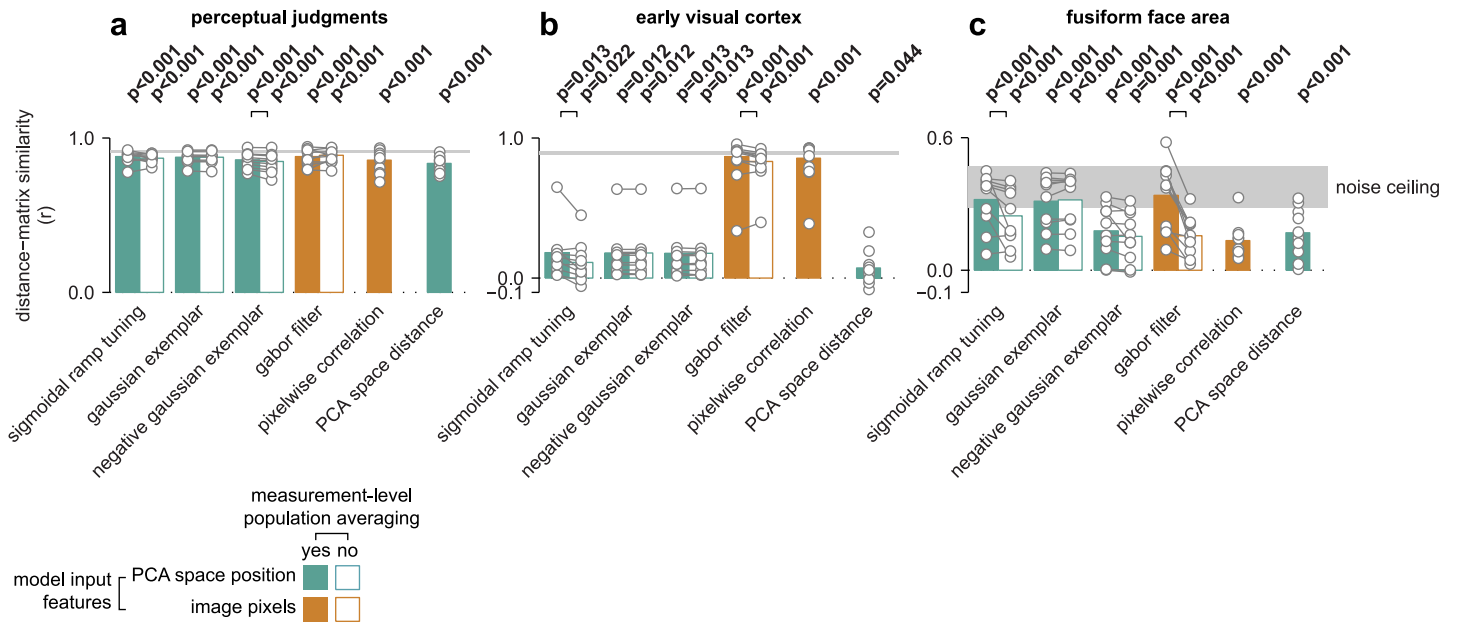 a
perceptual judgments
b
early visual cortex
c
fusiform face area
p<0.001
p<0.001
p<0.001
p<0.001
p<0.001
p<0.001
p<0.001
p<0.001
p<0.001
p<0.001
p=0.013
p=0.022
p=0.012
p=0.012
p=0.013
p=0.013
p<0.001
p<0.001
p<0.001
p=0.044
p<0.001
p<0.001
p<0.001
p<0.001
p<0.001
p=0.001
p<0.001
p<0.001
p<0.001
p<0.001
distance−matrix similarity
(r)
1.0
0.0
1.0
0.0
−0.1
0.6
0.0
−0.1
noise ceiling
sigmoidal ramp tuning
gaussian exemplar
negative gaussian exemplar
gabor filter
pixelwise correlation
PCA space distance
sigmoidal ramp tuning
gaussian exemplar
negative gaussian exemplar
gabor filter
pixelwise correlation
PCA space distance
sigmoidal ramp tuning
gaussian exemplar
negative gaussian exemplar
gabor filter
pixelwise correlation
PCA space distance
measurement-level
population averaging
yes no
model input
features
PCA space position
image pixels